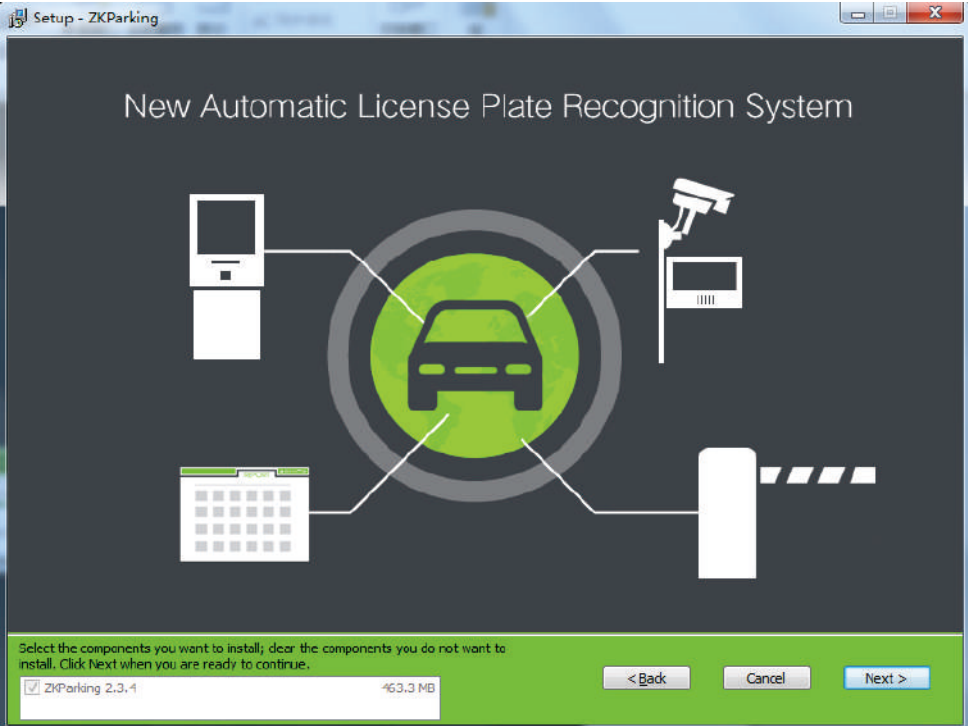 Setup - ZKParking
New Automatic License Plate Recognition System
REPORT
Select the components you want to install; clear the components you do not want to
install. Click Next when you are ready to continue.
ZKParking 2.3.4 463.3 MB
< Back Cancel Next >